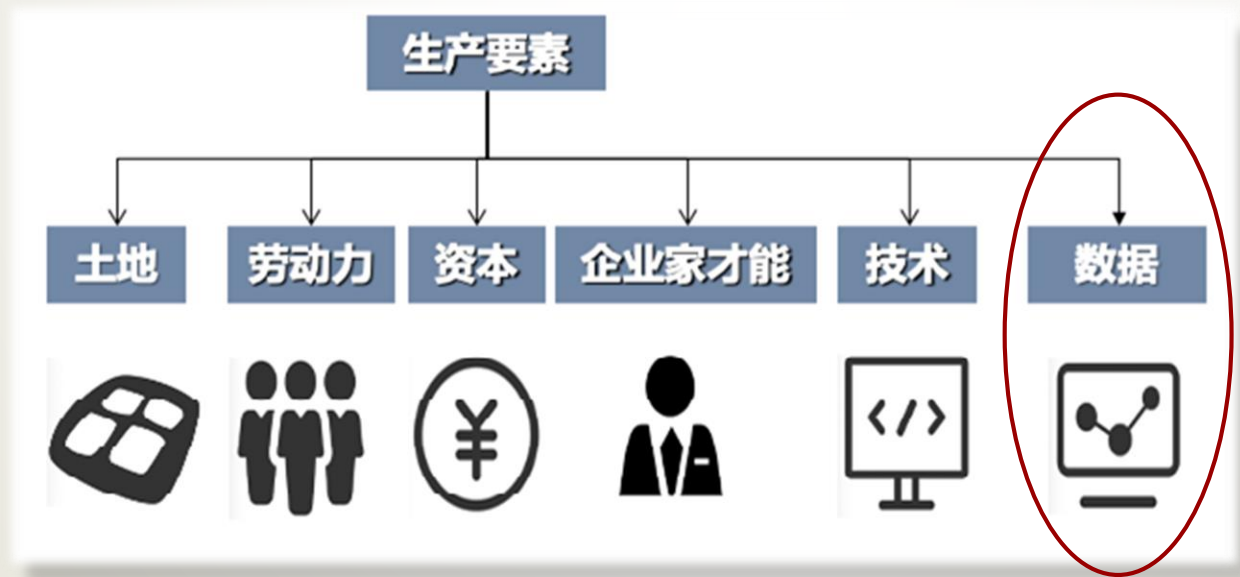 生产要素
土地
劳动力
资本
企业家才能
技术
数据
¥
</>